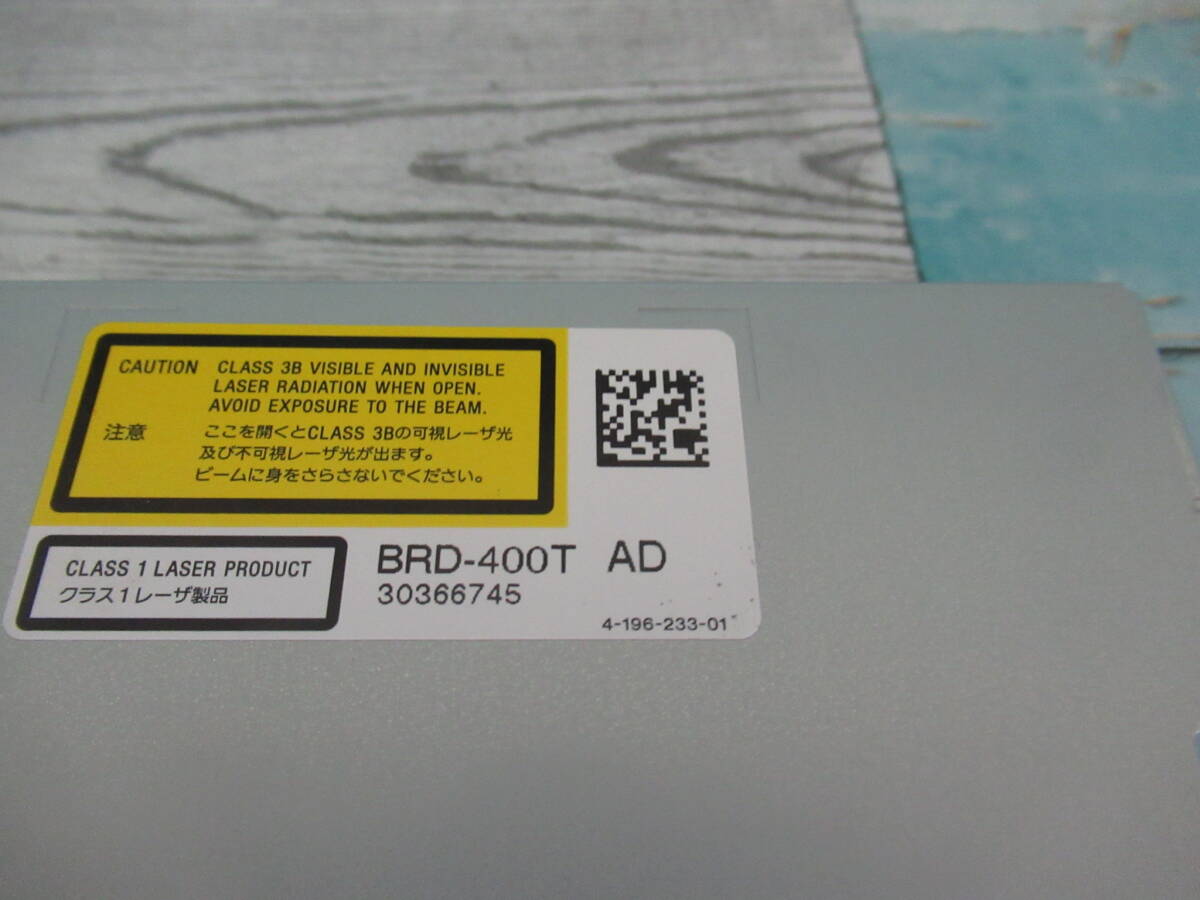 CAUTION CLASS 3B VISIBLE AND INVISIBLE
LASER RADIATION WHEN OPEN.
AVOID EXPOSURE TO THE BEAM.
注意 ここを開くとCLASS 3Bの可視レーザ光
及び不可視レーザ光が出ます。
ビームに身をさらさないでください。
CLASS 1 LASER PRODUCT
クラス1レーザ製品
BRD-400T AD
30366745
4-196-233-01